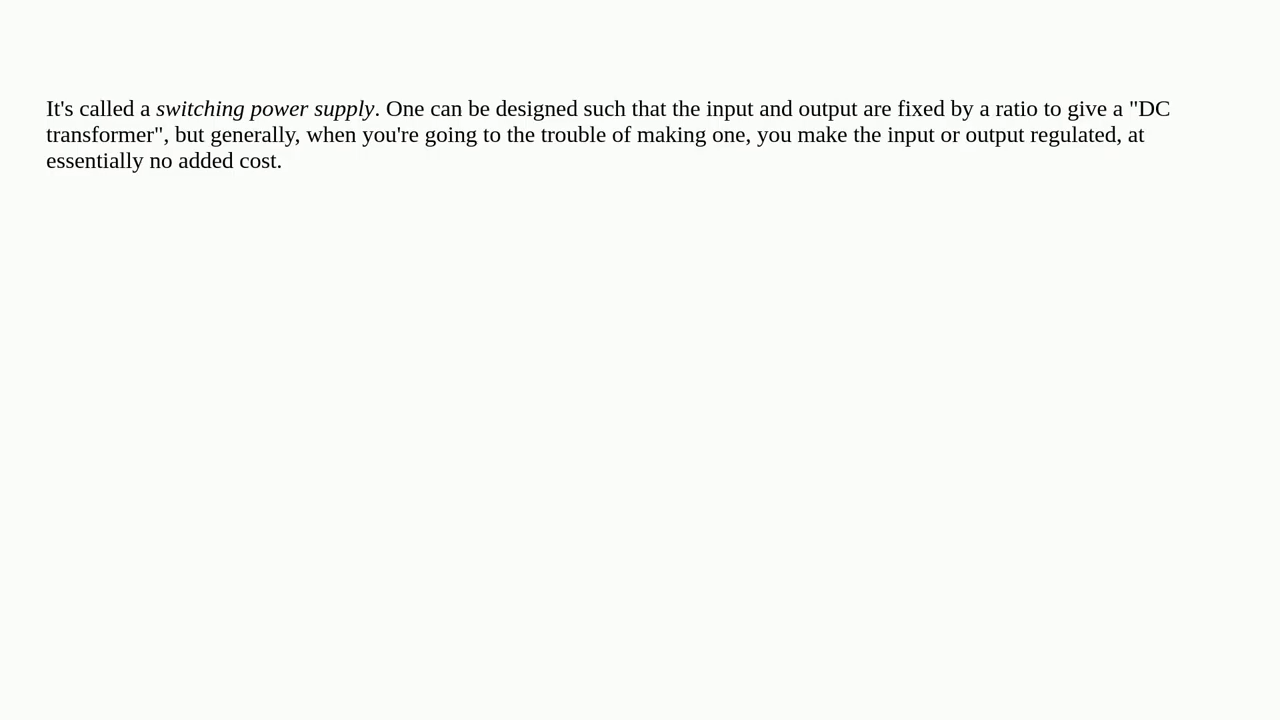 It's called a switching power supply. One can be designed such that the input and output are fixed by a ratio to give a "DC
transformer", but generally, when you're going to the trouble of making one, you make the input or output regulated, at
essentially no added cost.